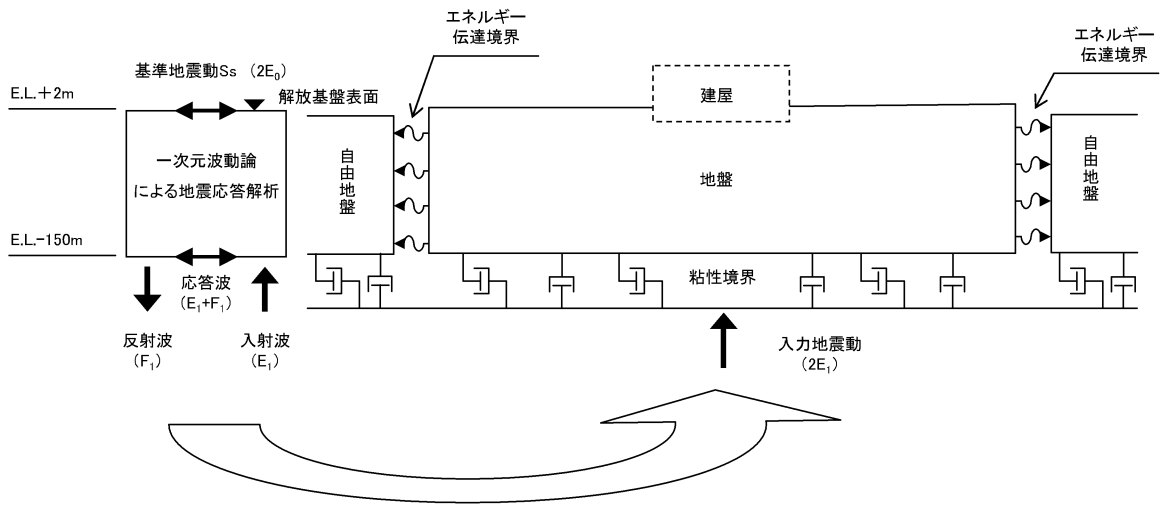 エネルギー
伝達境界
エネルギー
伝達境界
基準地震動Ss (2E₀)
E.L.+2m
解放基盤表面
建屋
一次元波動論
による地震応答解析
自由地盤
地盤
自由地盤
E.L.-150m
応答波
(E₁+F₁)
粘性境界
反射波
(F₁)
入射波
(E₁)
入力地震動
(2E₁)